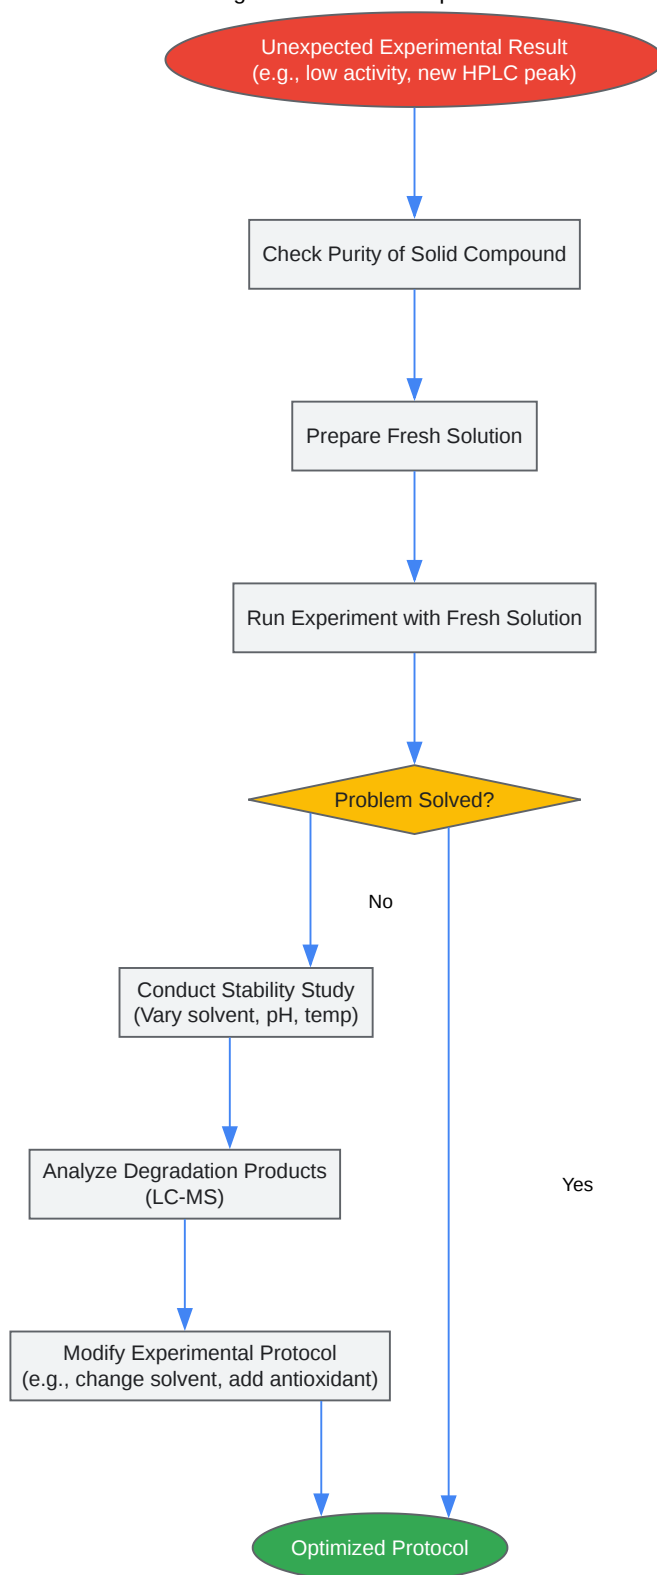 Unexpected Experimental Result
(e.g., low activity, new HPLC peak)
Check Purity of Solid Compound
Prepare Fresh Solution
Run Experiment with Fresh Solution
Problem Solved?
No
Conduct Stability Study
(Vary solvent, pH, temp)
Analyze Degradation Products
(LC-MS)
Yes
Modify Experimental Protocol
(e.g., change solvent, add antioxidant)
Optimized Protocol